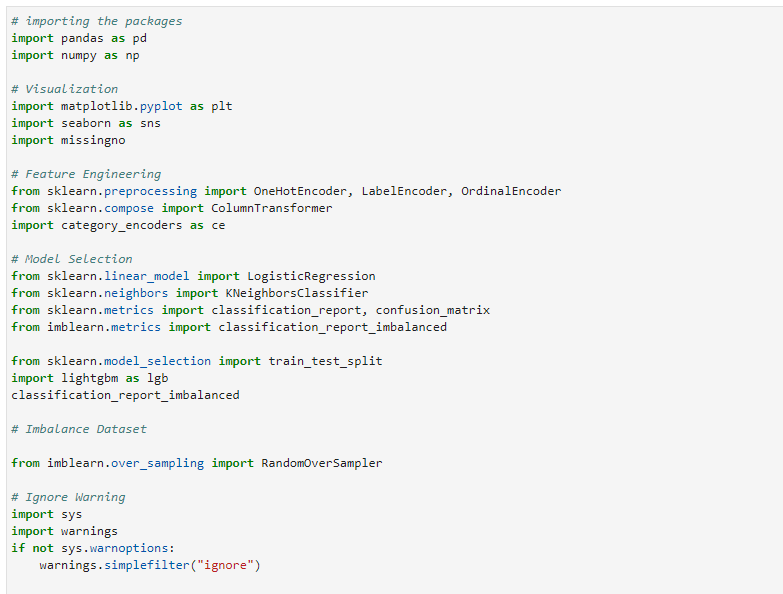 # importing the packages
import pandas as pd
import numpy as np

# Visualization
import matplotlib.pyplot as plt
import seaborn as sns
import missingno

# Feature Engineering
from sklearn.preprocessing import OneHotEncoder, LabelEncoder, OrdinalEncoder
from sklearn.compose import ColumnTransformer
import category_encoders as ce

# Model Selection
from sklearn.linear_model import LogisticRegression
from sklearn.neighbors import KNeighborsClassifier
from sklearn.metrics import classification_report, confusion_matrix
from imblearn.metrics import classification_report_imbalanced

from sklearn.model_selection import train_test_split
import lightgbm as lgb
classification_report_imbalanced

# Imbalance Dataset

from imblearn.over_sampling import RandomOverSampler

# Ignore Warning
import sys
import warnings
if not sys.warnoptions:
    warnings.simplefilter("ignore")